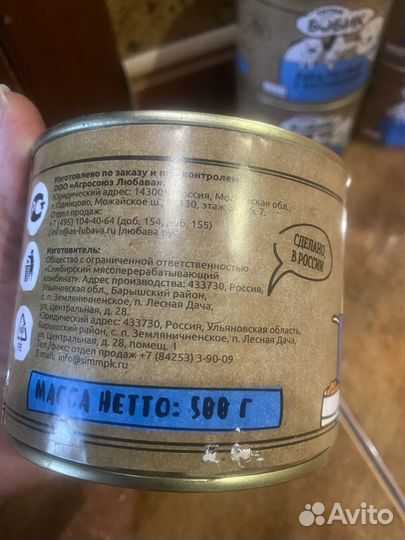 БОБИК
Изготовлено по заказу и под контролем
ООО «Агросоюз Любава».
Юридический адрес: 14300, Россия, Московская обл.,
г. Одинцово, Можайское ш., 430, этаж 7.
Отдел продаж:
+7 (495) 104-40-64 (доб. 154, доб. 155)
info@as-lubava.ru |любава.рус
СДЕЛАНО
В РОССИИ
Изготовитель:
Общество с ограниченной ответственностью
«Симбирский мясоперерабатывающий
комбинат». Адрес производства: 433730, Россия,
Ульяновская обл., Барышский район,
с.п. Земляничненское, п. Лесная Дача,
ул. Центральная, д. 28.
Юридический адрес: 433730, Россия, Ульяновская область,
Барышский район, с.п. Земляничненское, п. Лесная Дача,
ул. Центральная, д. 28, помещ. 1
Тел./факс отдел продаж +7 (84253) 3-90-09
E-mail: info@simmpk.ru
PE
МАССА НЕТТО: 500 Г
Avito